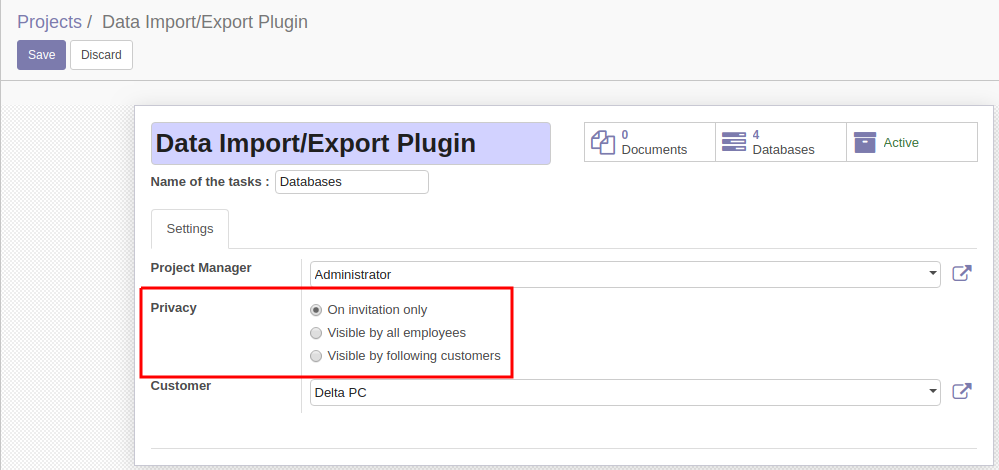 Projects / Data Import/Export Plugin
Save Discard
Data Import/Export Plugin
0 Documents
4 Databases
Active
Name of the tasks : Databases
Settings
Project Manager Administrator
Privacy On invitation only
Visible by all employees
Visible by following customers
Customer Delta PC